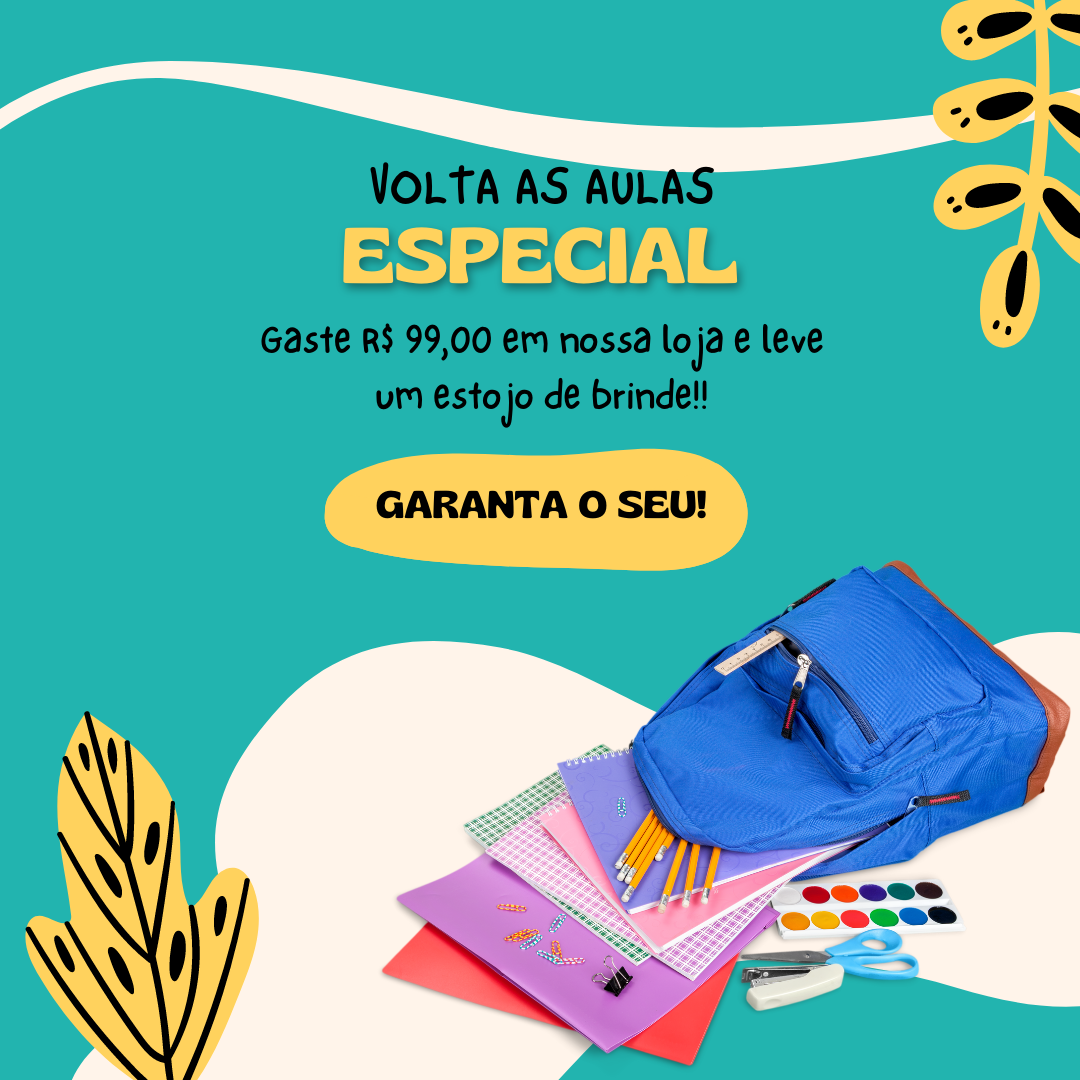 VOLTA AS AULAS
ESPECIAL
Gaste R$ 99,00 em nossa loja e leve
um estojo de brinde!!
GARANTA O SEU!